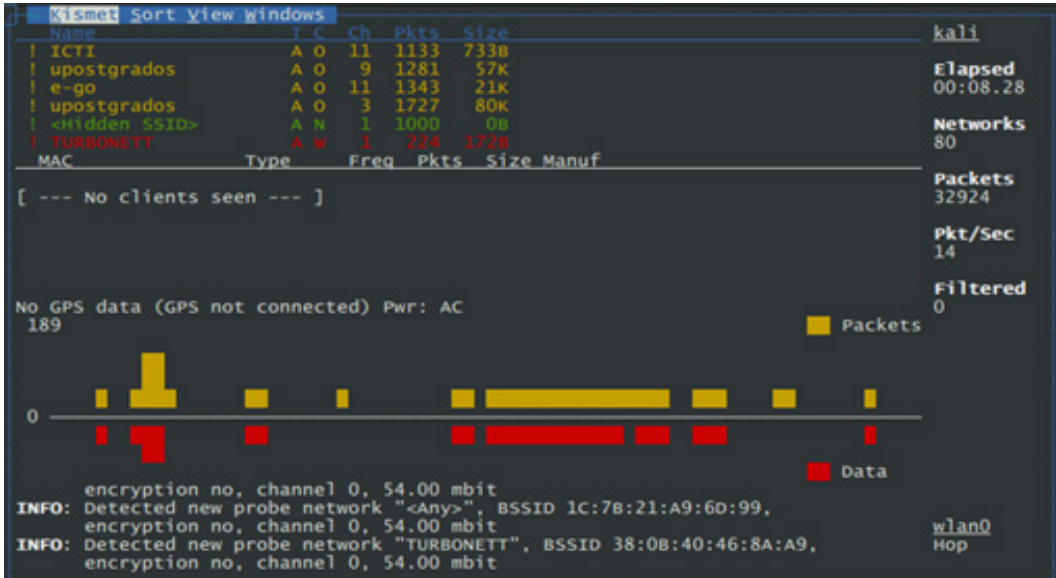 Kismet Sort View Windows
Name T C Ch Pkts Size
kali
! ICTI A O 11 1133 733B
! upostgrados A O 9 1281 57K
Elapsed
! e-go A O 11 1343 21K
00:08.28
! upostgrados A O 3 1727 80K
! <Hidden SSID> A N 1 1000 0B
Networks
! TURBONETT A W 1 224 172B
80
MAC Type Freq Pkts Size Manuf
Packets
[ --- No clients seen --- ]
32924
Pkt/Sec
14
Filtered
No GPS data (GPS not connected) Pwr: AC
0
189
Packets
0
Data
encryption no, channel 0, 54.00 mbit
INFO: Detected new probe network "<Any>", BSSID 1C:7B:21:A9:6D:99,
encryption no, channel 0, 54.00 mbit
wlan0
INFO: Detected new probe network "TURBONETT", BSSID 38:0B:40:46:8A:A9,
Hop
encryption no, channel 0, 54.00 mbit